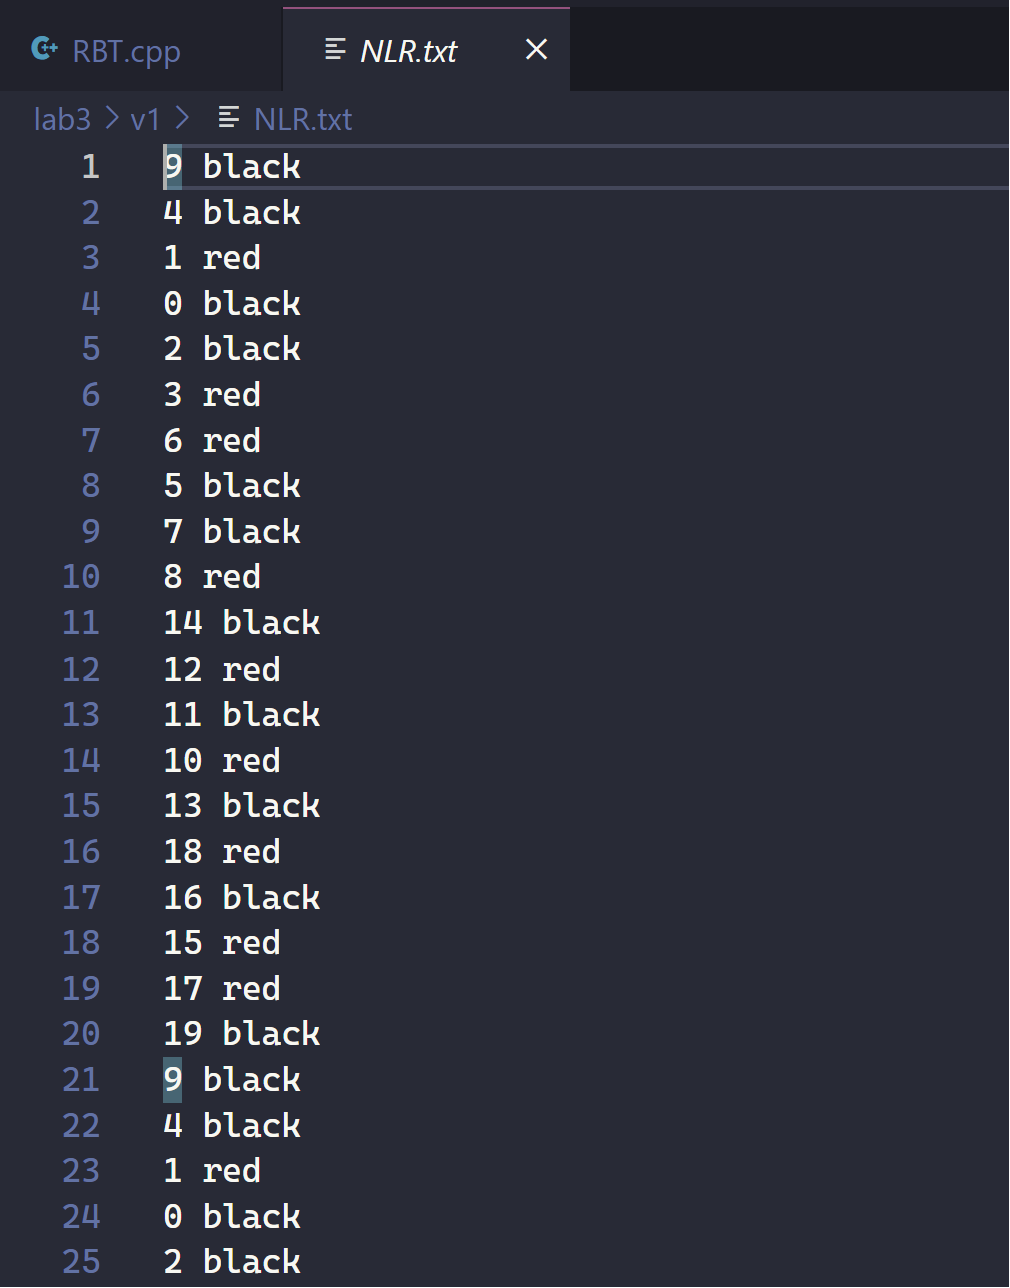 RBT.cpp NLR.txt
lab3 > v1 > NLR.txt
1 9 black
2 4 black
3 1 red
4 0 black
5 2 black
6 3 red
7 6 red
8 5 black
9 7 black
10 8 red
11 14 black
12 12 red
13 11 black
14 10 red
15 13 black
16 18 red
17 16 black
18 15 red
19 17 red
20 19 black
21 9 black
22 4 black
23 1 red
24 0 black
25 2 black